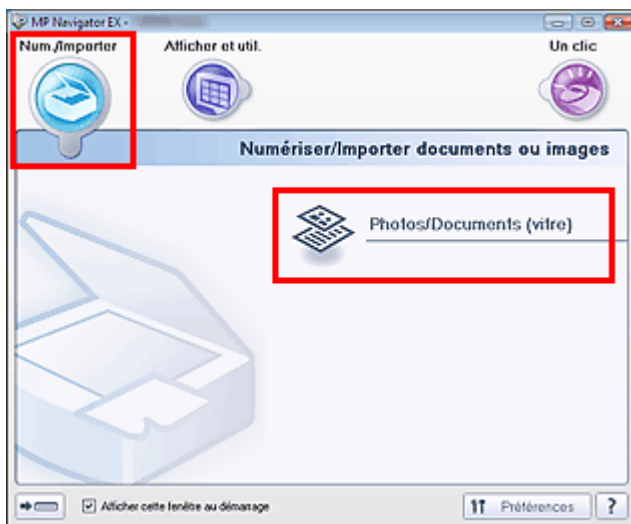 MP Navigator EX -
Num./Importer Afficher et util. Un clic
Numériser/Importer documents ou images
Photos/Documents (vitre)
Afficher cette fenêtre au démarrage
Préférences ?